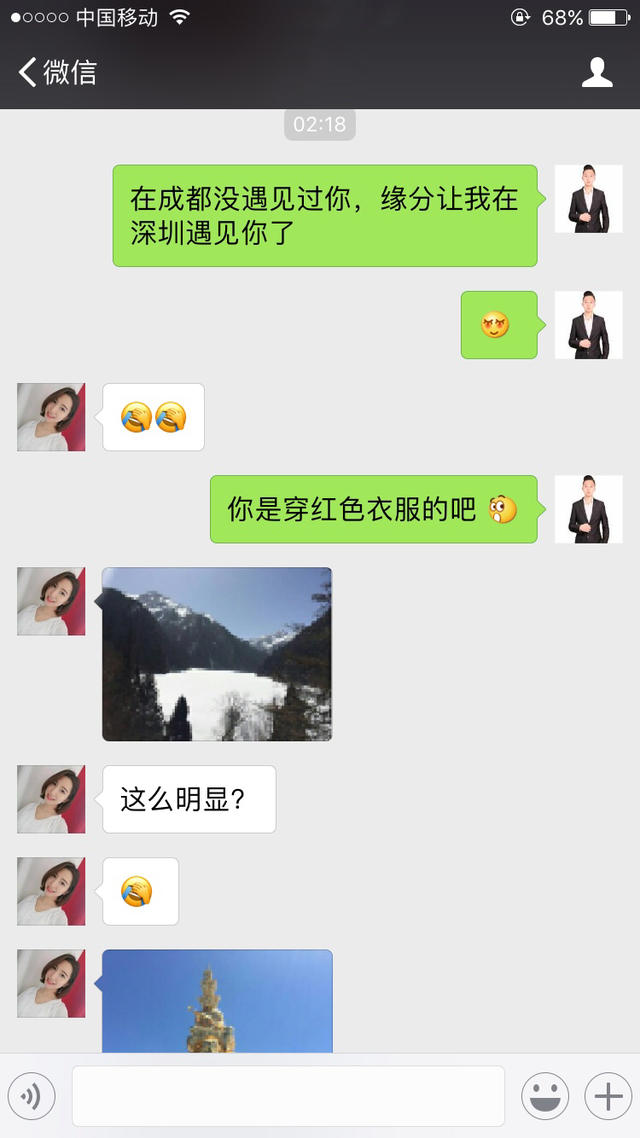 中国移动 68%
微信
02:18
在成都没遇见过你，缘分让我在
深圳遇见你了
你是穿红色衣服的吧
这么明显？